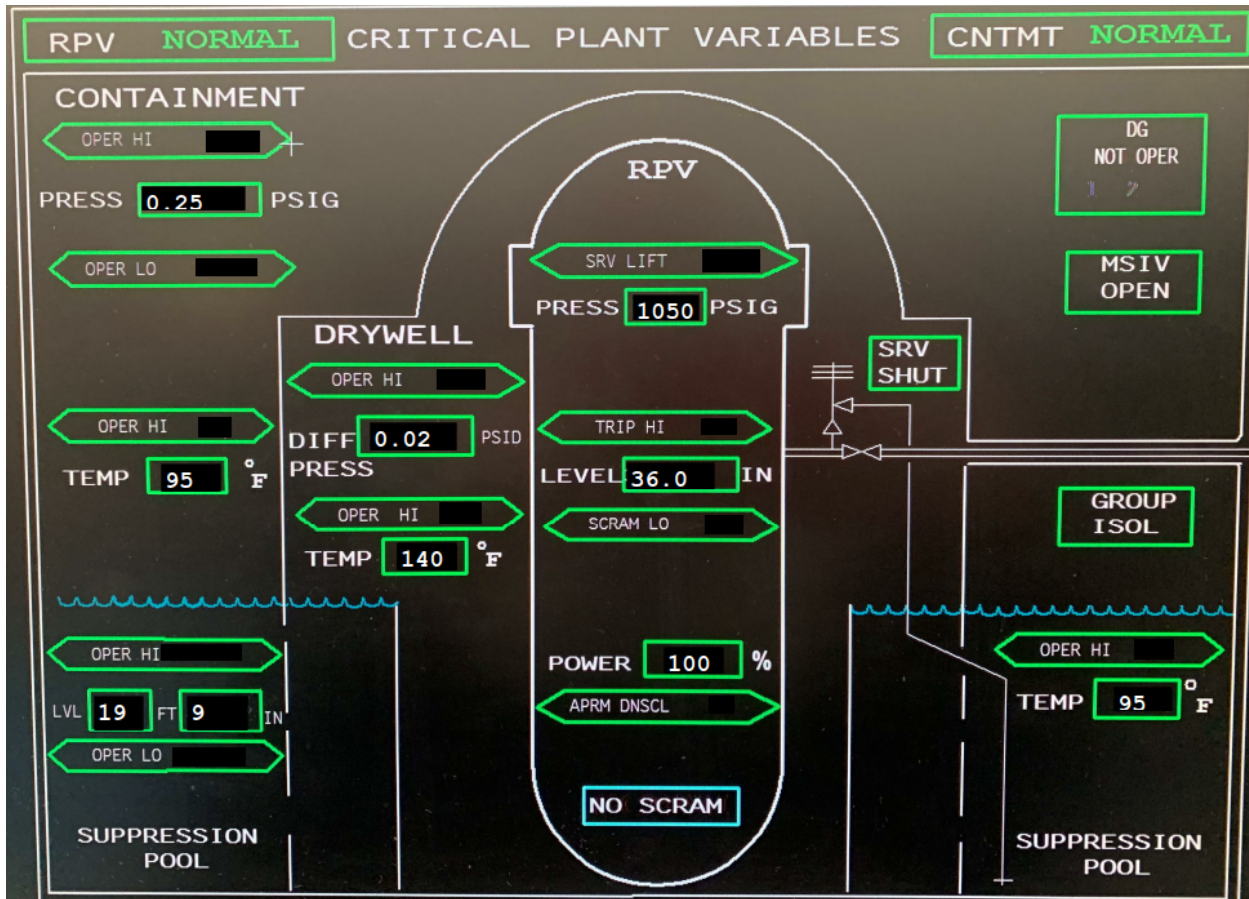 RPV NORMAL CRITICAL PLANT VARIABLES CNTMT NORMAL
CONTAINMENT
OPER HI
PRESS 0.25 PSIG
OPER LO
OPER HI
TEMP 95 °F
DRYWELL
OPER HI
DIFF 0.02 PSID
PRESS
OPER HI
TEMP 140 °F
RPV
SRV LIFT
PRESS 1050 PSIG
TRIP HI
LEVEL 36.0 IN
SCRAM LO
POWER 100 %
APRM DNSCL
NO SCRAM
DG
NOT OPER
1 2
MSIV
OPEN
SRV
SHUT
GROUP
ISOL
OPER HI
LVL 19 FT 9 IN
OPER LO
SUPPRESSION
POOL
OPER HI
TEMP 95 °F
SUPPRESSION
POOL